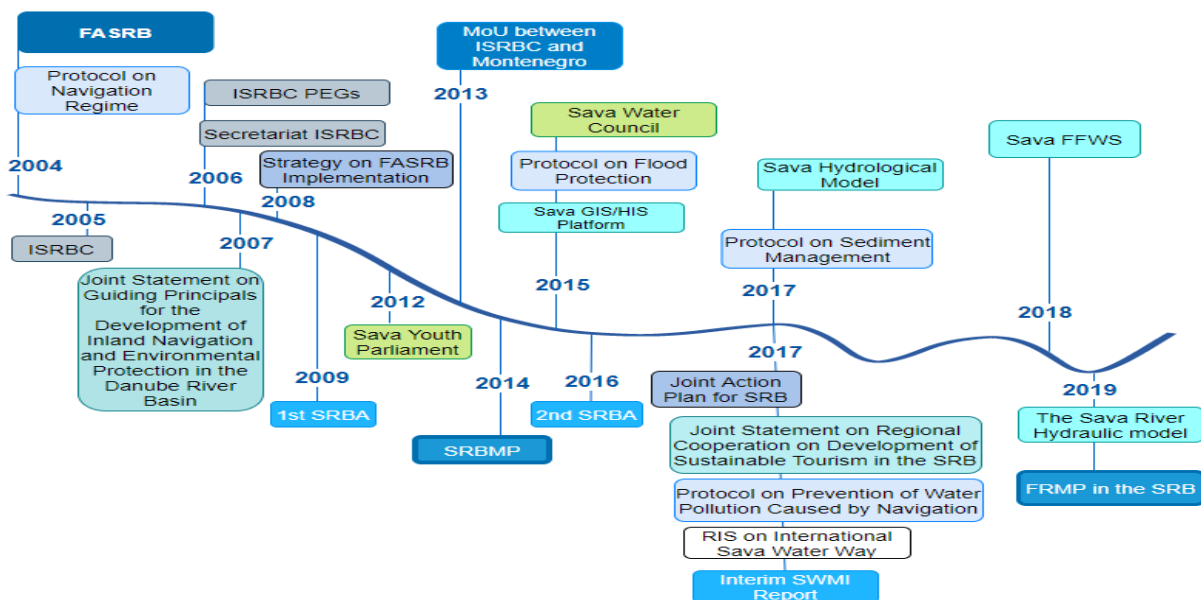 FASRB
Protocol on
Navigation
Regime
2004
2005
ISRBC
ISRBC PEGs
Secretariat ISRBC
2006
2007
Joint Statement on
Guiding Principals
for the
Development of
Inland Navigation
and Environmental
Protection in the
Danube River
Basin
Strategy on FASRB
Implementation
2008
2009
1st SRBA
2012
Sava Youth
Parliament
MoU between
ISRBC and
Montenegro
2013
2014
SRBMP
Sava Water
Council
Protocol on Flood
Protection
Sava GIS/HIS
Platform
2015
2016
2nd SRBA
Sava Hydrological
Model
Protocol on Sediment
Management
2017
2017
Joint Action
Plan for SRB
Joint Statement on Regional
Cooperation on Development of
Sustainable Tourism in the SRB
Protocol on Prevention of Water
Pollution Caused by Navigation
RIS on International
Sava Water Way
Interim SWMI
Report
Sava FFWS
2018
2019
The Sava River
Hydraulic model
FRMP in the SRB